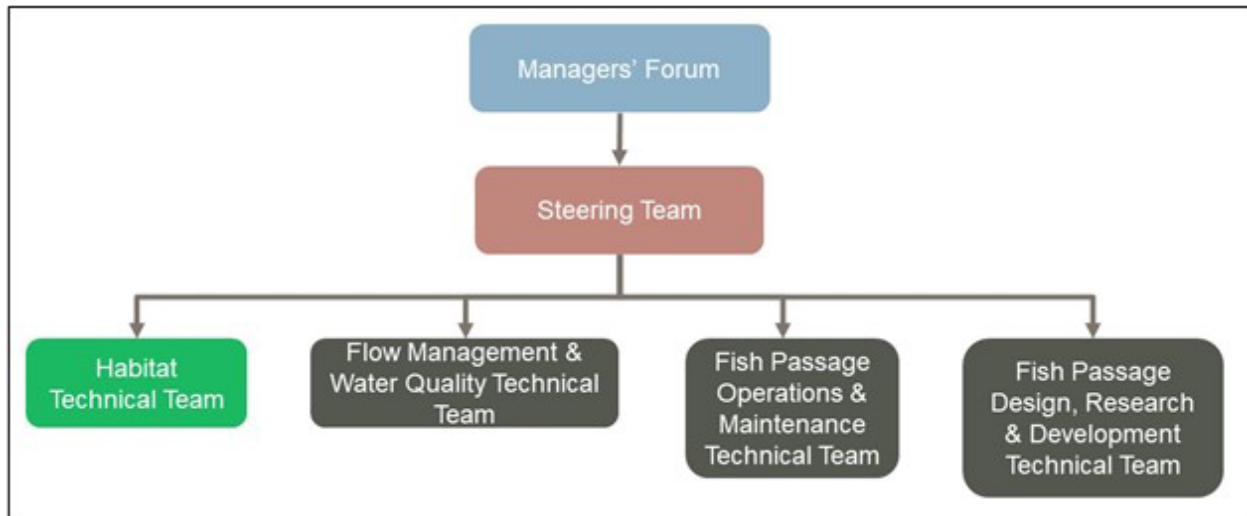 Managers’ Forum
Steering Team
Habitat
Technical Team
Flow Management &
Water Quality Technical
Team
Fish Passage
Operations &
Maintenance
Technical Team
Fish Passage
Design, Research
& Development
Technical Team